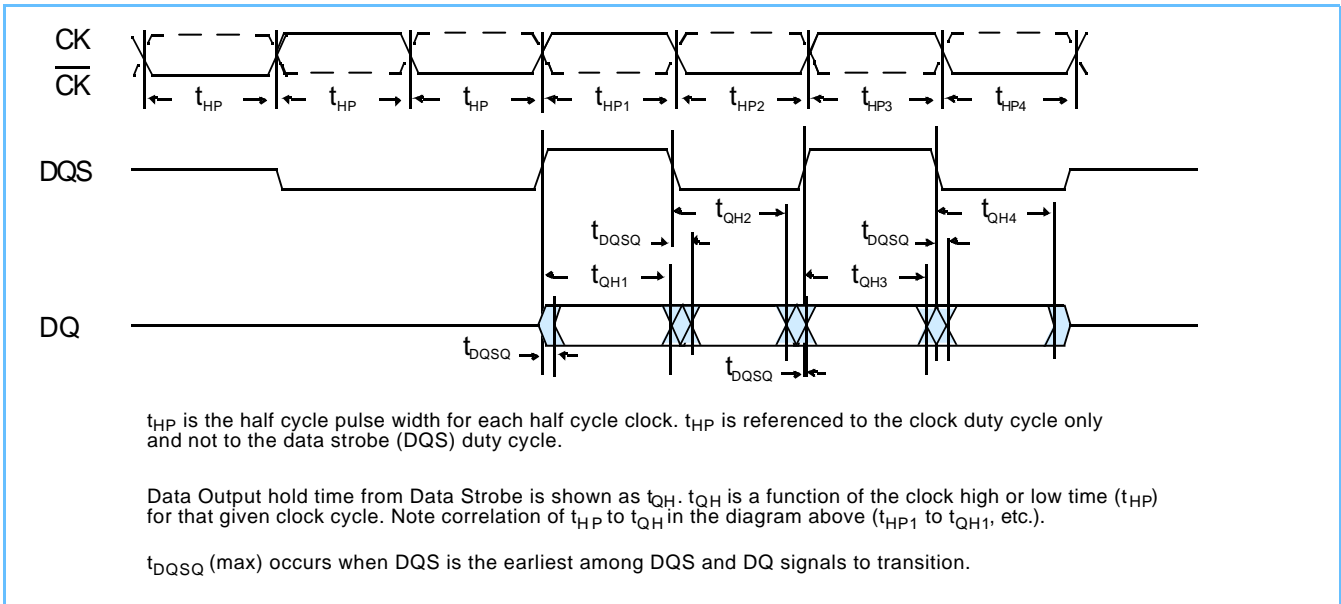 CK
CK
tHP tHP tHP tHP1 tHP2 tHP3 tHP4
DQS
tQH2 tQH4
tDQSQ tDQSQ
tQH1 tQH3
DQ
tDQSQ tDQSQ
tHP is the half cycle pulse width for each half cycle clock. tHP is referenced to the clock duty cycle only
and not to the data strobe (DQS) duty cycle.
Data Output hold time from Data Strobe is shown as tQH. tQH is a function of the clock high or low time (tHP)
for that given clock cycle. Note correlation of tHP to tQH in the diagram above (tHP1 to tQH1, etc.).
tDQSQ (max) occurs when DQS is the earliest among DQS and DQ signals to transition.